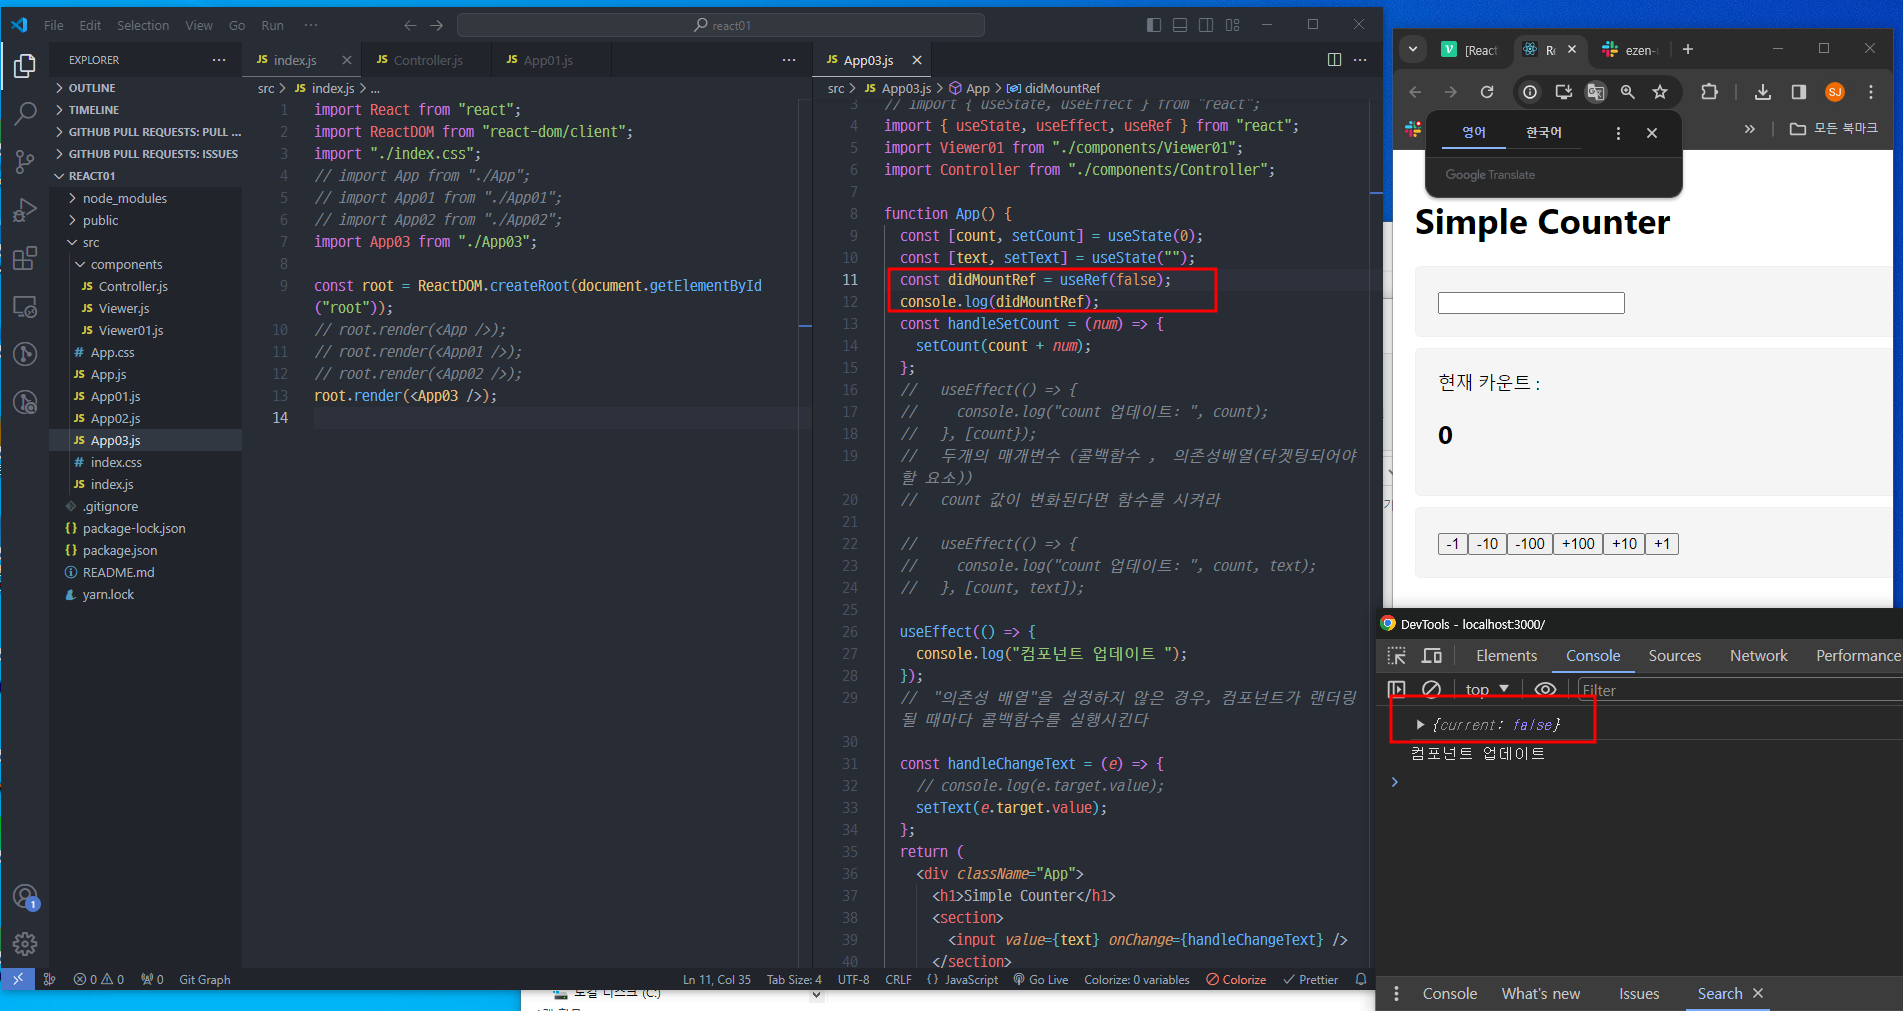 File Edit Selection View Go Run ···
react01
EXPLORER
OUTLINE
TIMELINE
GITHUB PULL REQUESTS: PULL ...
GITHUB PULL REQUESTS: ISSUES
REACT01
node_modules
public
src
components
JS Controller.js
JS Viewer.js
JS Viewer01.js
# App.css
JS App.js
JS App01.js
JS App02.js
JS App03.js
# index.css
JS index.js
.gitignore
{} package-lock.json
{} package.json
README.md
yarn.lock
1
JS index.js
JS Controller.js
JS App01.js
src > JS index.js > ...
1 import React from "react";
2 import ReactDOM from "react-dom/client";
3 import "./index.css";
4 // import App from "./App";
5 // import App01 from "./App01";
6 // import App02 from "./App02";
7 import App03 from "./App03";
8
9 const root = ReactDOM.createRoot(document.getElementById
("root"));
10 // root.render(<App />);
11 // root.render(<App01 />);
12 // root.render(<App02 />);
13 root.render(<App03 />);
14
JS App03.js
src > JS App03.js > App > didMountRef
3 // import { useState, useEffect } from "react";
4 import { useState, useEffect, useRef } from "react";
5 import Viewer01 from "./components/Viewer01";
6 import Controller from "./components/Controller";
7
8 function App() {
9 const [count, setCount] = useState(0);
10 const [text, setText] = useState("");
11 const didMountRef = useRef(false);
12 console.log(didMountRef);
13 const handleSetCount = (num) => {
14 setCount(count + num);
15 };
16 // useEffect(() => {
17 // console.log("count 업데이트: ", count);
18 // }, [count});
19 // 두개의 매개변수 (콜백함수 , 의존성배열(타겟팅되어야
할 요소))
20 // count 값이 변화된다면 함수를 시켜라
21
22 // useEffect(() => {
23 // console.log("count 업데이트: ", count, text);
24 // }, [count, text]);
25
26 useEffect(() => {
27 console.log("컴포넌트 업데이트 ");
28 });
29 // "의존성 배열"을 설정하지 않은 경우, 컴포넌트가 랜더링
될 때마다 콜백함수를 실행시킨다
30
31 const handleChangeText = (e) => {
32 // console.log(e.target.value);
33 setText(e.target.value);
34 };
35 return (
36 <div className="App">
37 <h1>Simple Counter</h1>
38 <section>
39 <input value={text} onChange={handleChangeText} />
40 </section>
0 0 0 Git Graph Ln 11, Col 35 Tab Size: 4 UTF-8 CRLF {} JavaScript Go Live Colorize: 0 variables Colorize Prettier
로컬 디스크 (C:)
[React
ezen-
SJ
모든 북마크
영어 한국어
Google Translate
Simple Counter
현재 카운트 :
0
-1 -10 -100 +100 +10 +1
DevTools - localhost:3000/
Elements Console Sources Network Performance
top Filter
{current: false}
컴포넌트 업데이트
Console What's new Issues Search